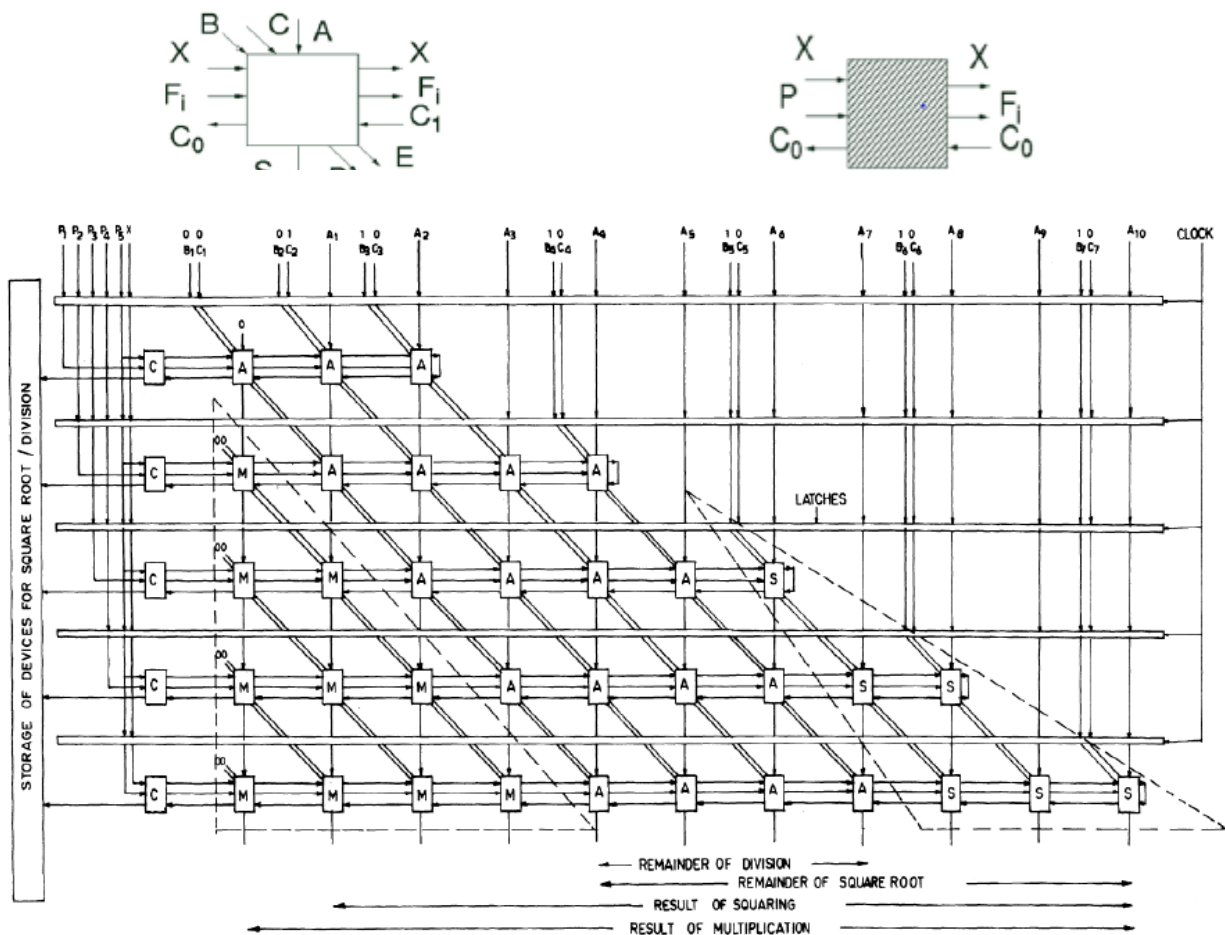 B C A
X X
Fi Fi
C0 C1
E
X X
P Fi
C0 C0
P1 P2 P3 P4 P5 X 0 0 0 1 A1 1 0 A2 A3 1 0 A4 A5 1 0 A6 A7 1 0 A8 A9 1 0 A10 CLOCK
B1 C1 B2 C2 B3 C3 B4 C4 B5 C5 B6 C6 B7 C7
0
C A A A
00
C M A A A A
LATCHES
00
C M M A A A A S
00
C M M M A A A A S S
00
C M M M M A A A A S S S
STORAGE OF DEVICES FOR SQUARE ROOT / DIVISION
REMAINDER OF DIVISION
REMAINDER OF SQUARE ROOT
RESULT OF SQUARING
RESULT OF MULTIPLICATION